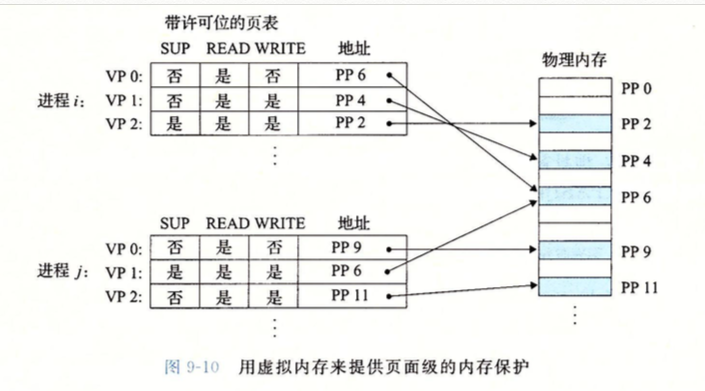 带许可位的页表
SUP READ WRITE 地址
VP 0: 否 是 否 PP 6
进程 i: VP 1: 否 是 是 PP 4
VP 2: 是 是 是 PP 2
⋮
SUP READ WRITE 地址
VP 0: 否 是 否 PP 9
进程 j: VP 1: 是 是 是 PP 6
VP 2: 否 是 是 PP 11
⋮
物理内存
PP 0
PP 2
PP 4
PP 6
PP 9
PP 11
⋮
图 9-10 用虚拟内存来提供页面级的内存保护